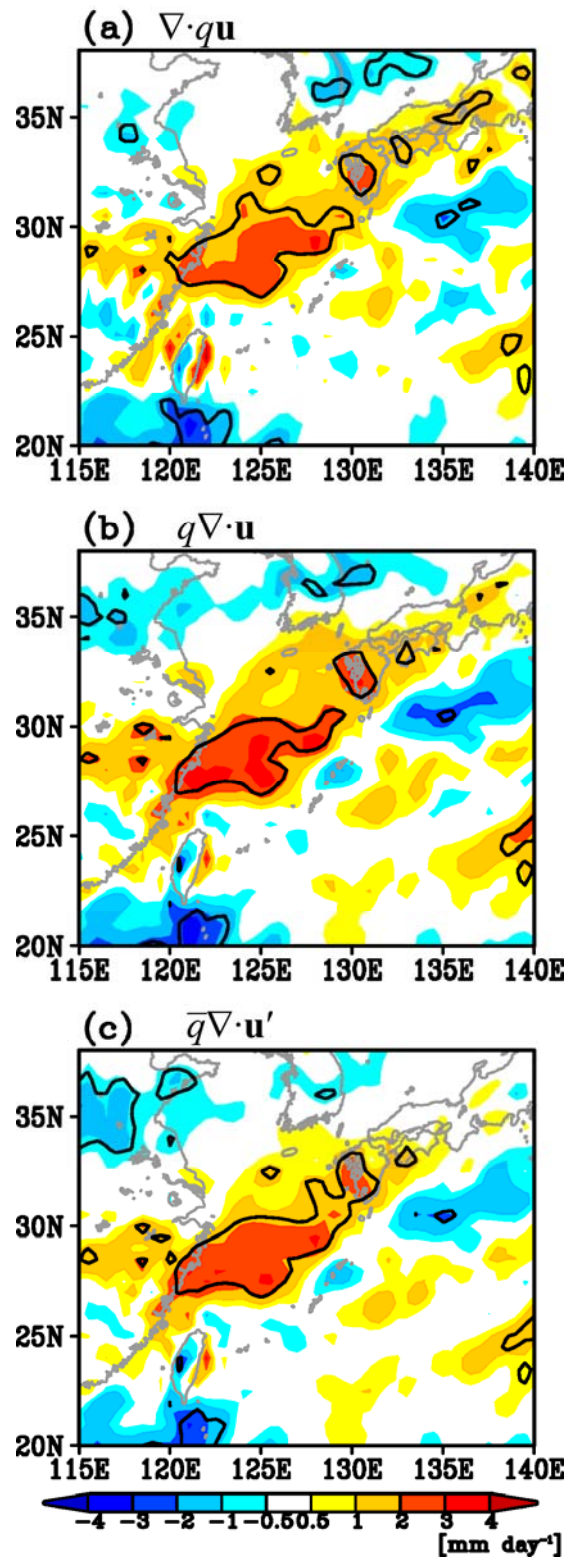 (a) ∇·qu
35N
30N
25N
20N
115E 120E 125E 130E 135E 140E
(b) q∇·u
35N
30N
25N
20N
115E 120E 125E 130E 135E 140E
(c) q̅∇·u′
35N
30N
25N
20N
115E 120E 125E 130E 135E 140E
-4 -3 -2 -1 -0.5 0.5 1 2 3 4
[mm day⁻¹]